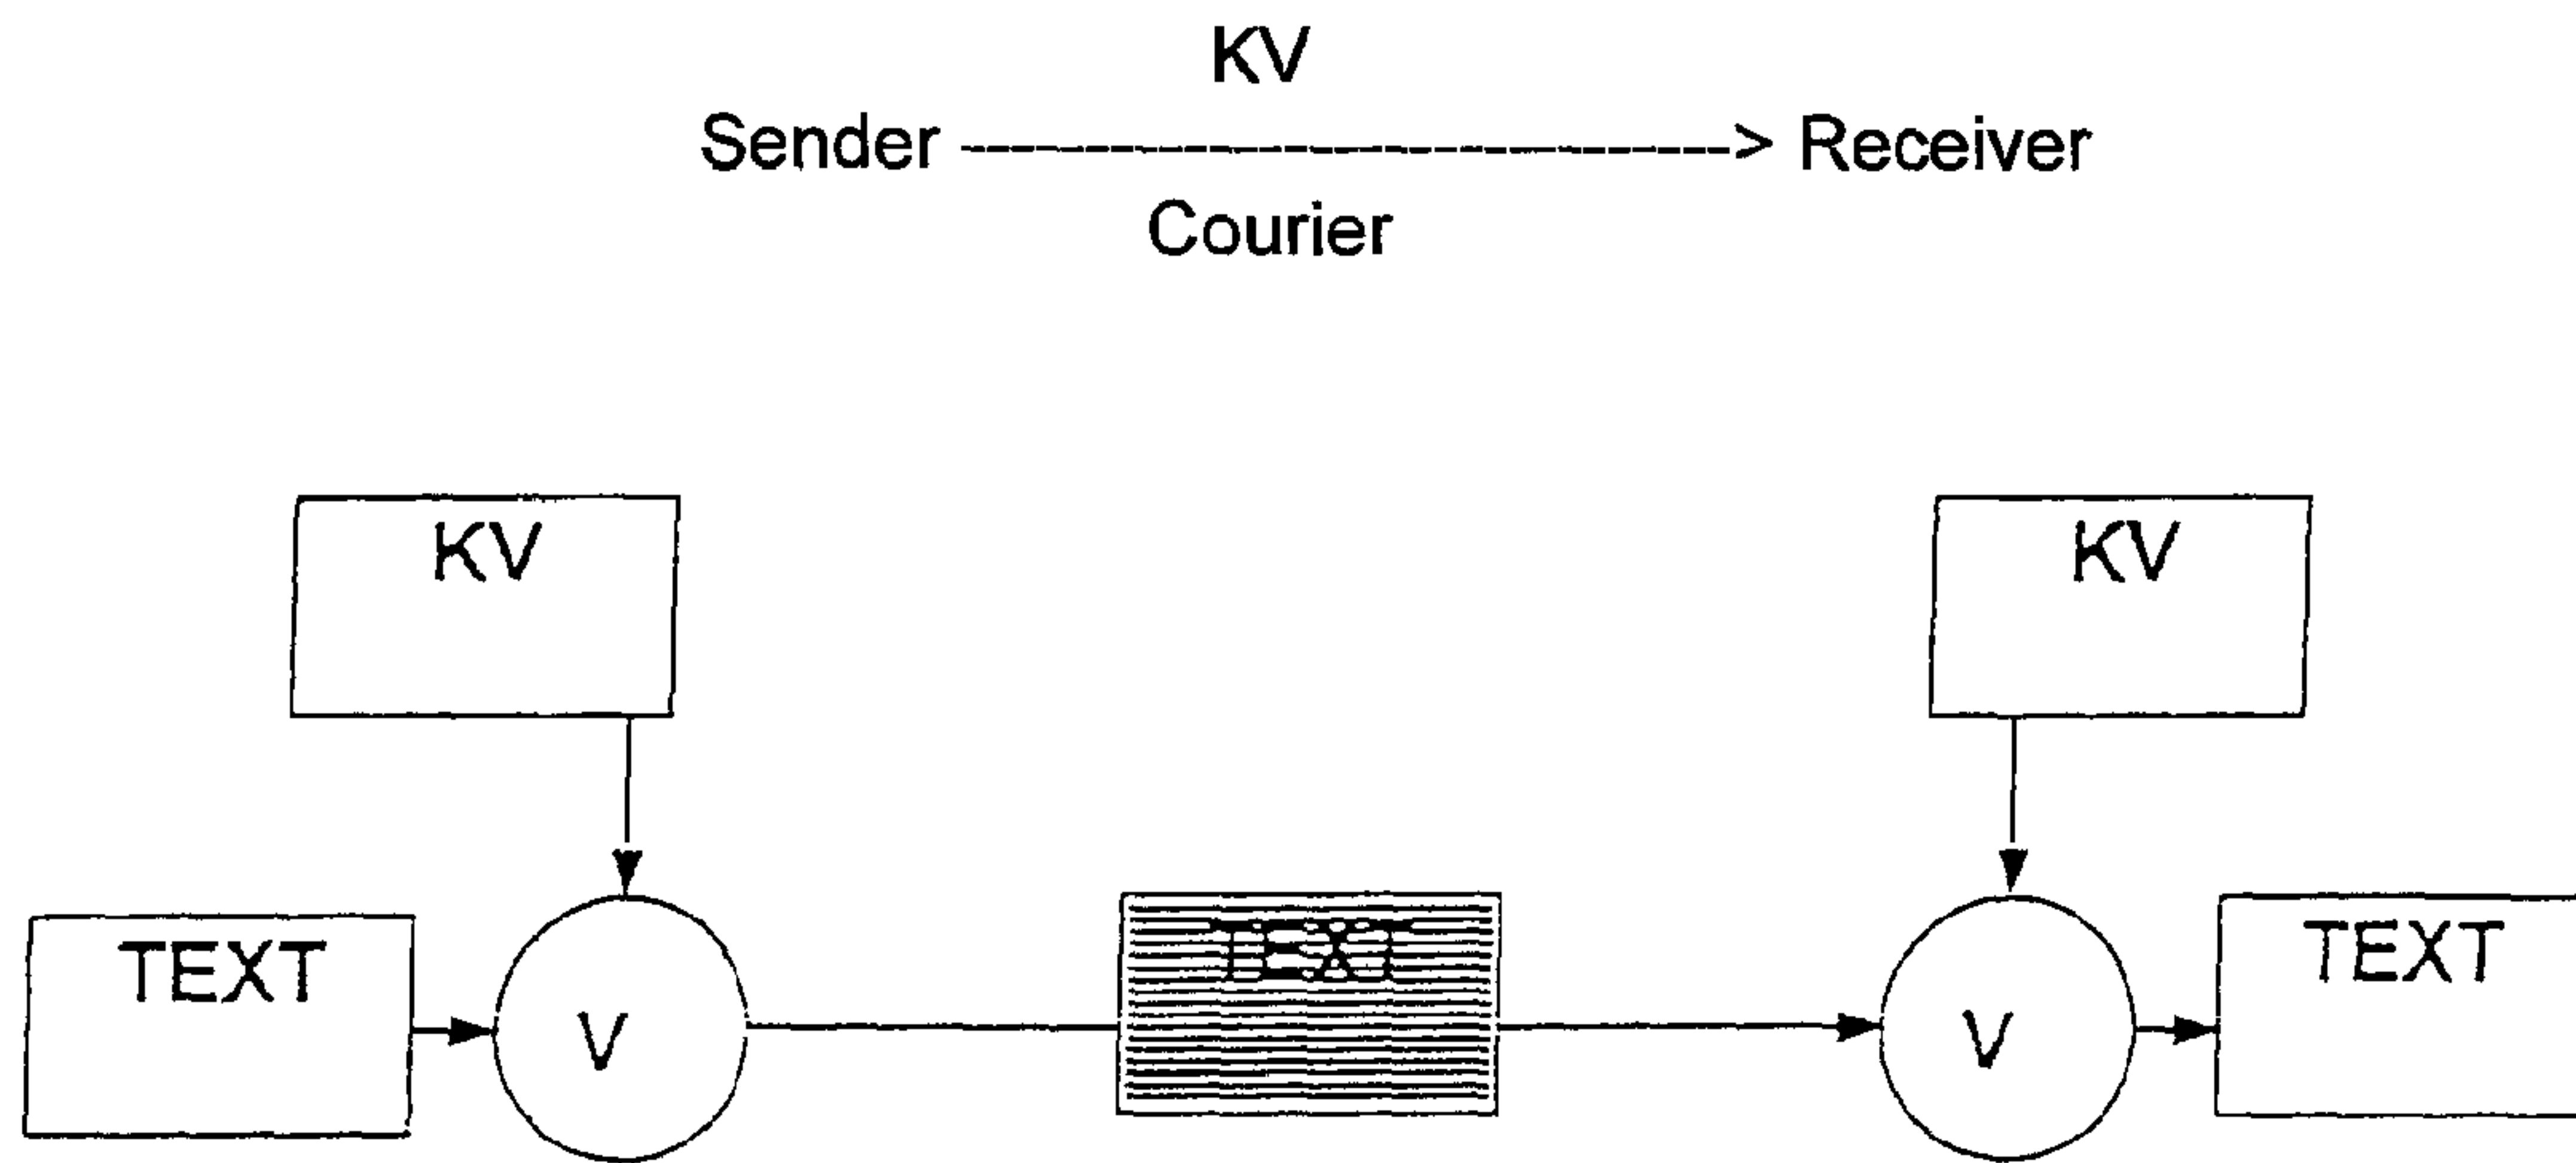 KV
Sender ----------------------> Receiver
Courier
KV
KV
TEXT
V
TEXT
V
TEXT